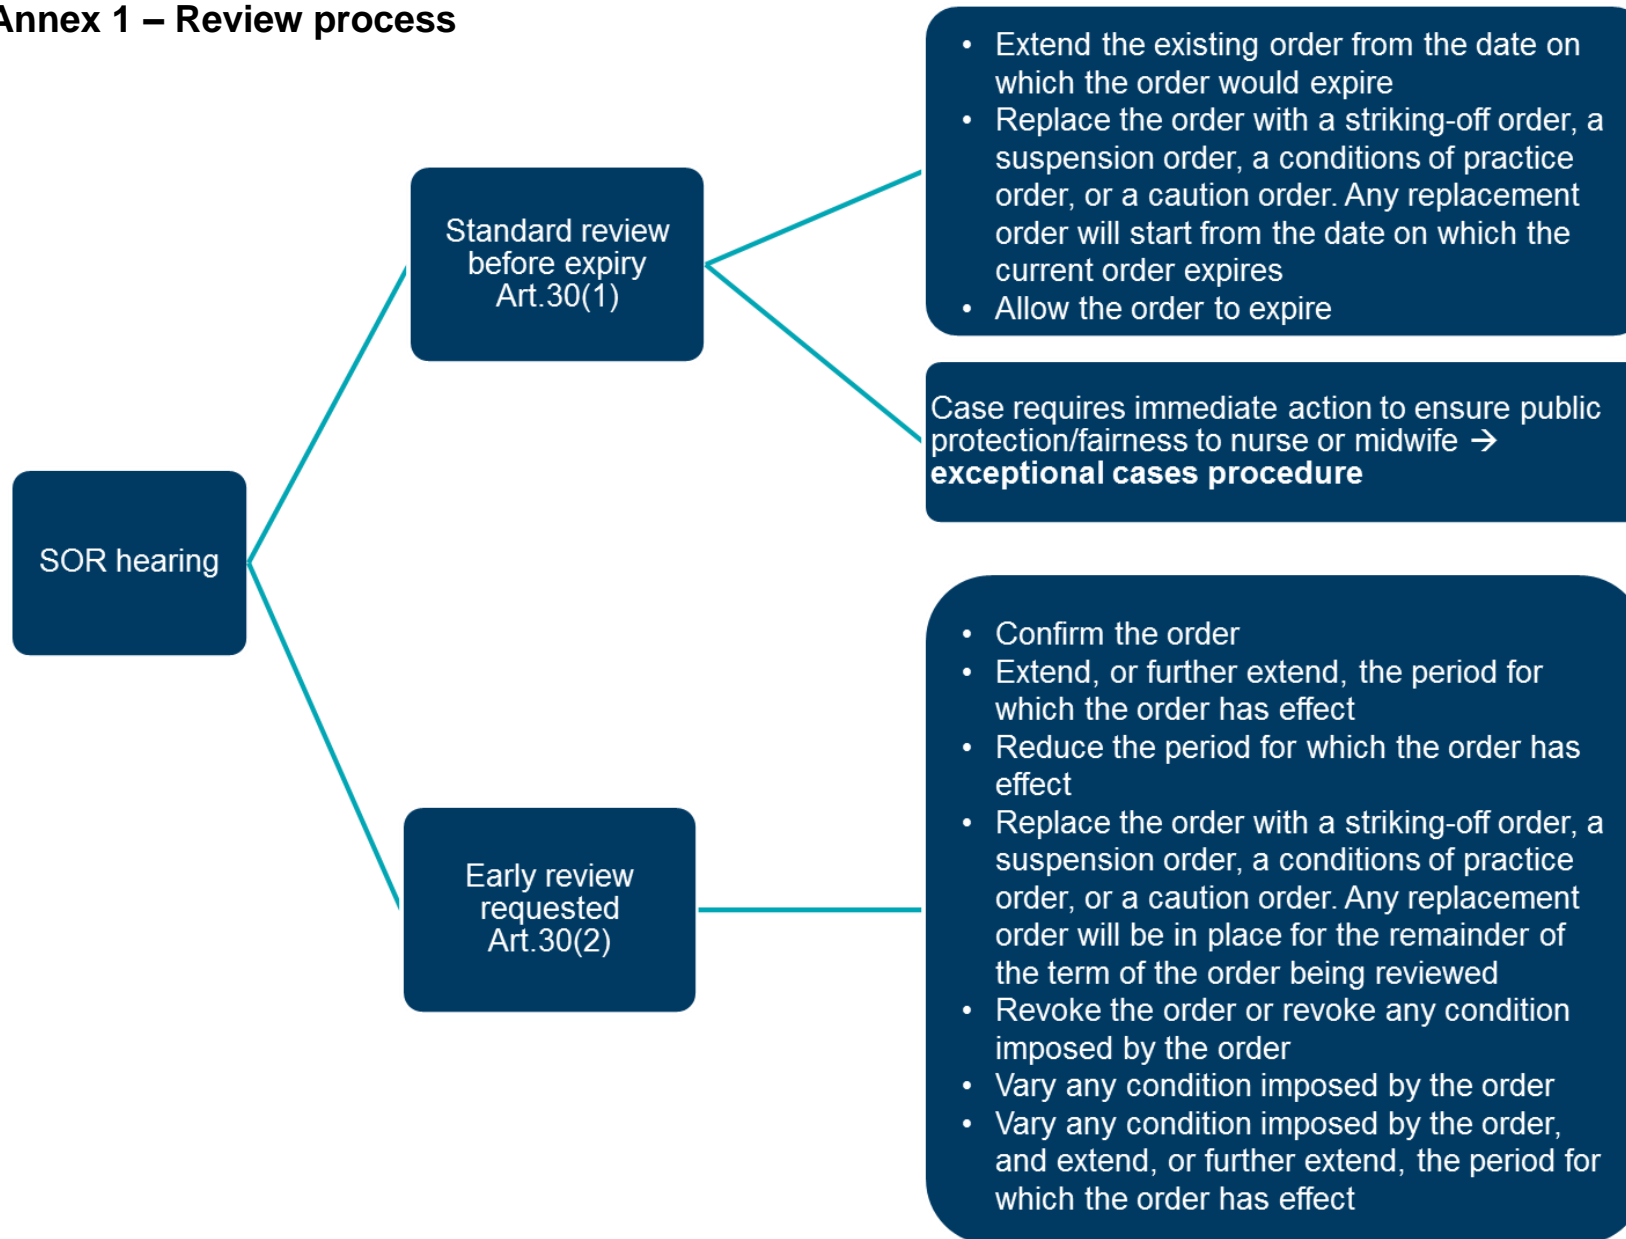 Annex 1 – Review process
SOR hearing
Standard review
before expiry
Art.30(1)
• Extend the existing order from the date on
which the order would expire
• Replace the order with a striking-off order, a
suspension order, a conditions of practice
order, or a caution order. Any replacement
order will start from the date on which the
current order expires
• Allow the order to expire
Case requires immediate action to ensure public
protection/fairness to nurse or midwife →
exceptional cases procedure
Early review
requested
Art.30(2)
• Confirm the order
• Extend, or further extend, the period for
which the order has effect
• Reduce the period for which the order has
effect
• Replace the order with a striking-off order, a
suspension order, a conditions of practice
order, or a caution order. Any replacement
order will be in place for the remainder of
the term of the order being reviewed
• Revoke the order or revoke any condition
imposed by the order
• Vary any condition imposed by the order
• Vary any condition imposed by the order,
and extend, or further extend, the period for
which the order has effect